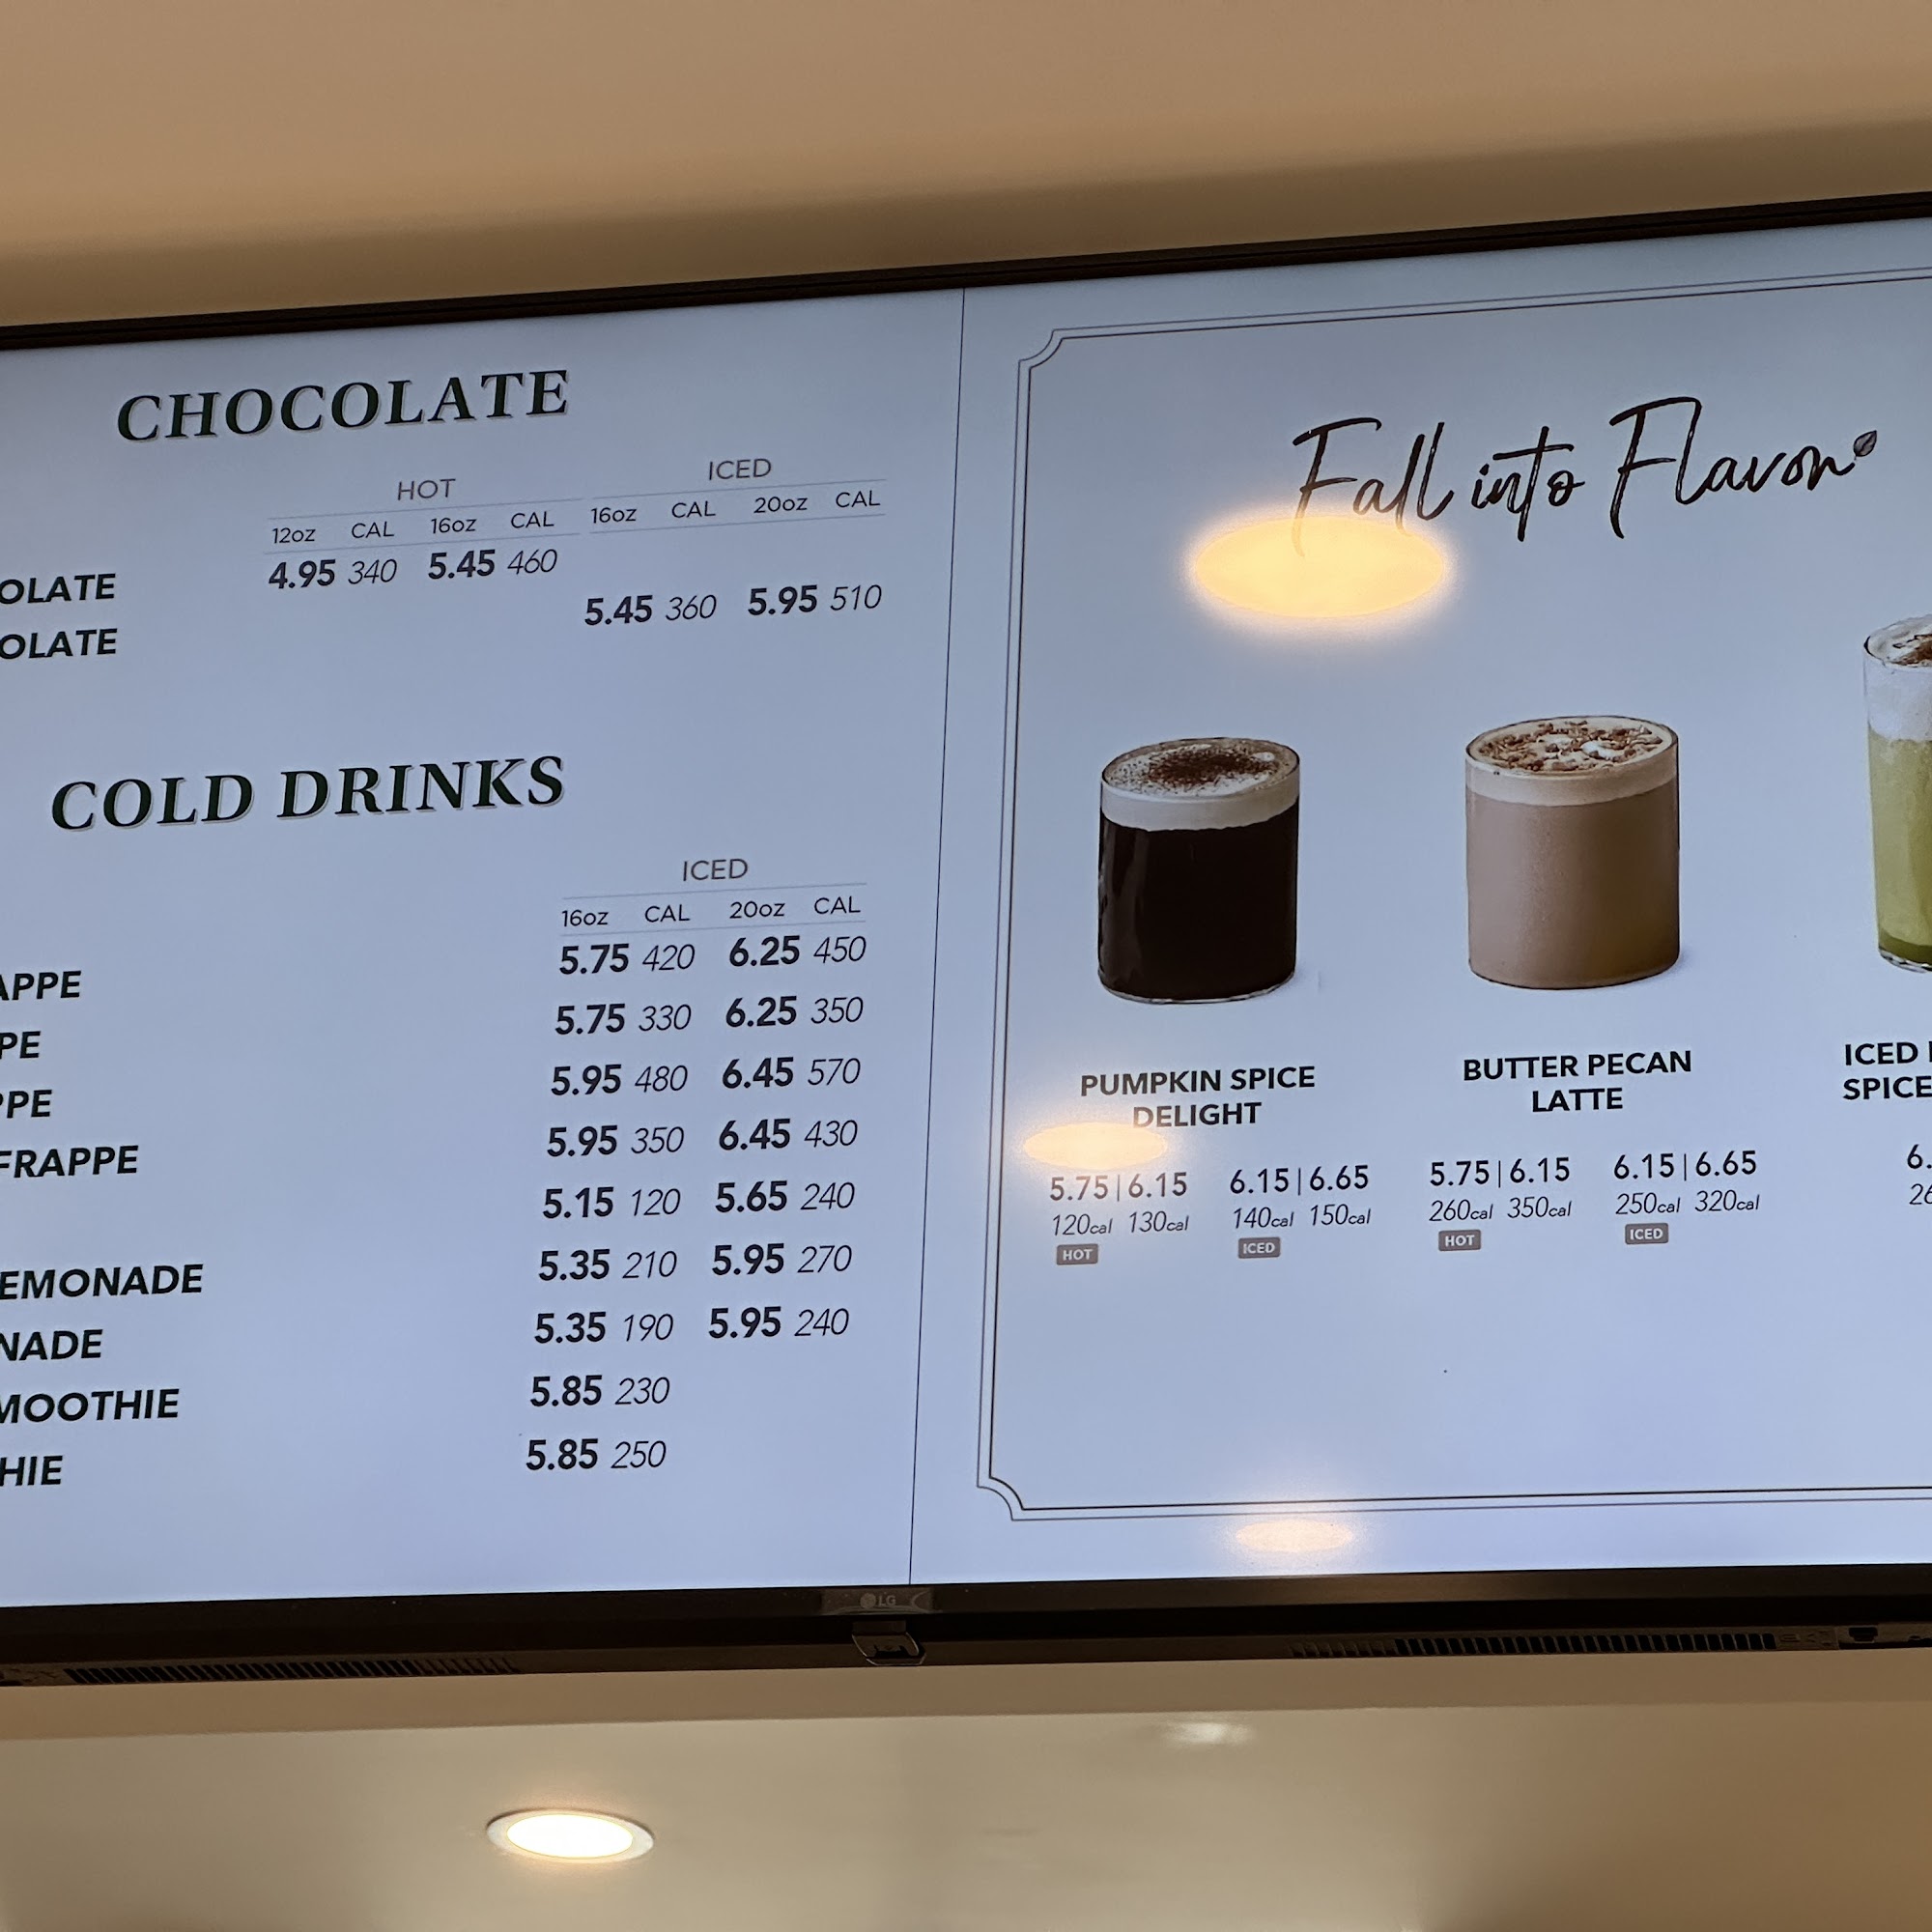 CHOCOLATE
HOT ICED
12oz CAL 16oz CAL 16oz CAL 20oz CAL
OLATE 4.95 340 5.45 460
OLATE 5.45 360 5.95 510
COLD DRINKS
ICED
16oz CAL 20oz CAL
APPE 5.75 420 6.25 450
PE 5.75 330 6.25 350
PPE 5.95 480 6.45 570
FRAPPE 5.95 350 6.45 430
5.15 120 5.65 240
EMONADE 5.35 210 5.95 270
NADE 5.35 190 5.95 240
MOOTHIE 5.85 230
HIE 5.85 250
Fall into Flavor
PUMPKIN SPICE
DELIGHT
5.75|6.15 6.15|6.65
120cal 130cal 140cal 150cal
HOT ICED
BUTTER PECAN
LATTE
5.75|6.15 6.15|6.65
260cal 350cal 250cal 320cal
HOT ICED
ICED
SPICE
6.
26
LG